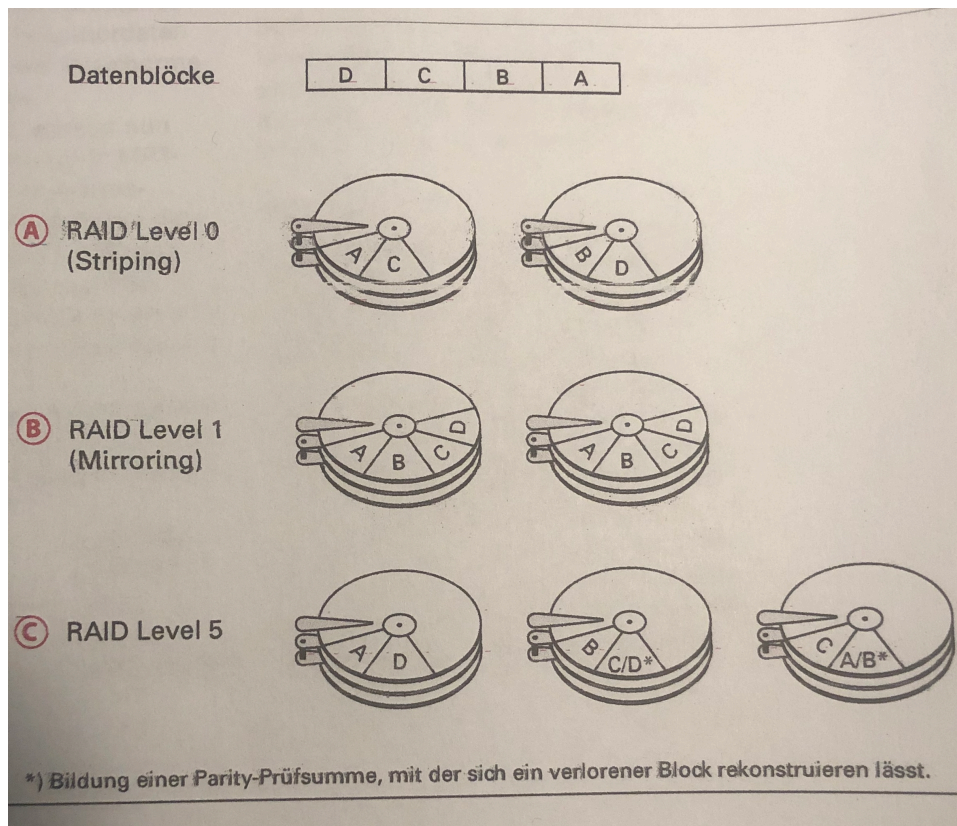 Datenblöcke D C B A
A RAID Level 0
(Striping)
A C
B D
B RAID Level 1
(Mirroring)
A B C D
A B C D
C RAID Level 5
A D
B C/D*
C A/B*
*) Bildung einer Parity-Prüfsumme, mit der sich ein verlorener Block rekonstruieren lässt.